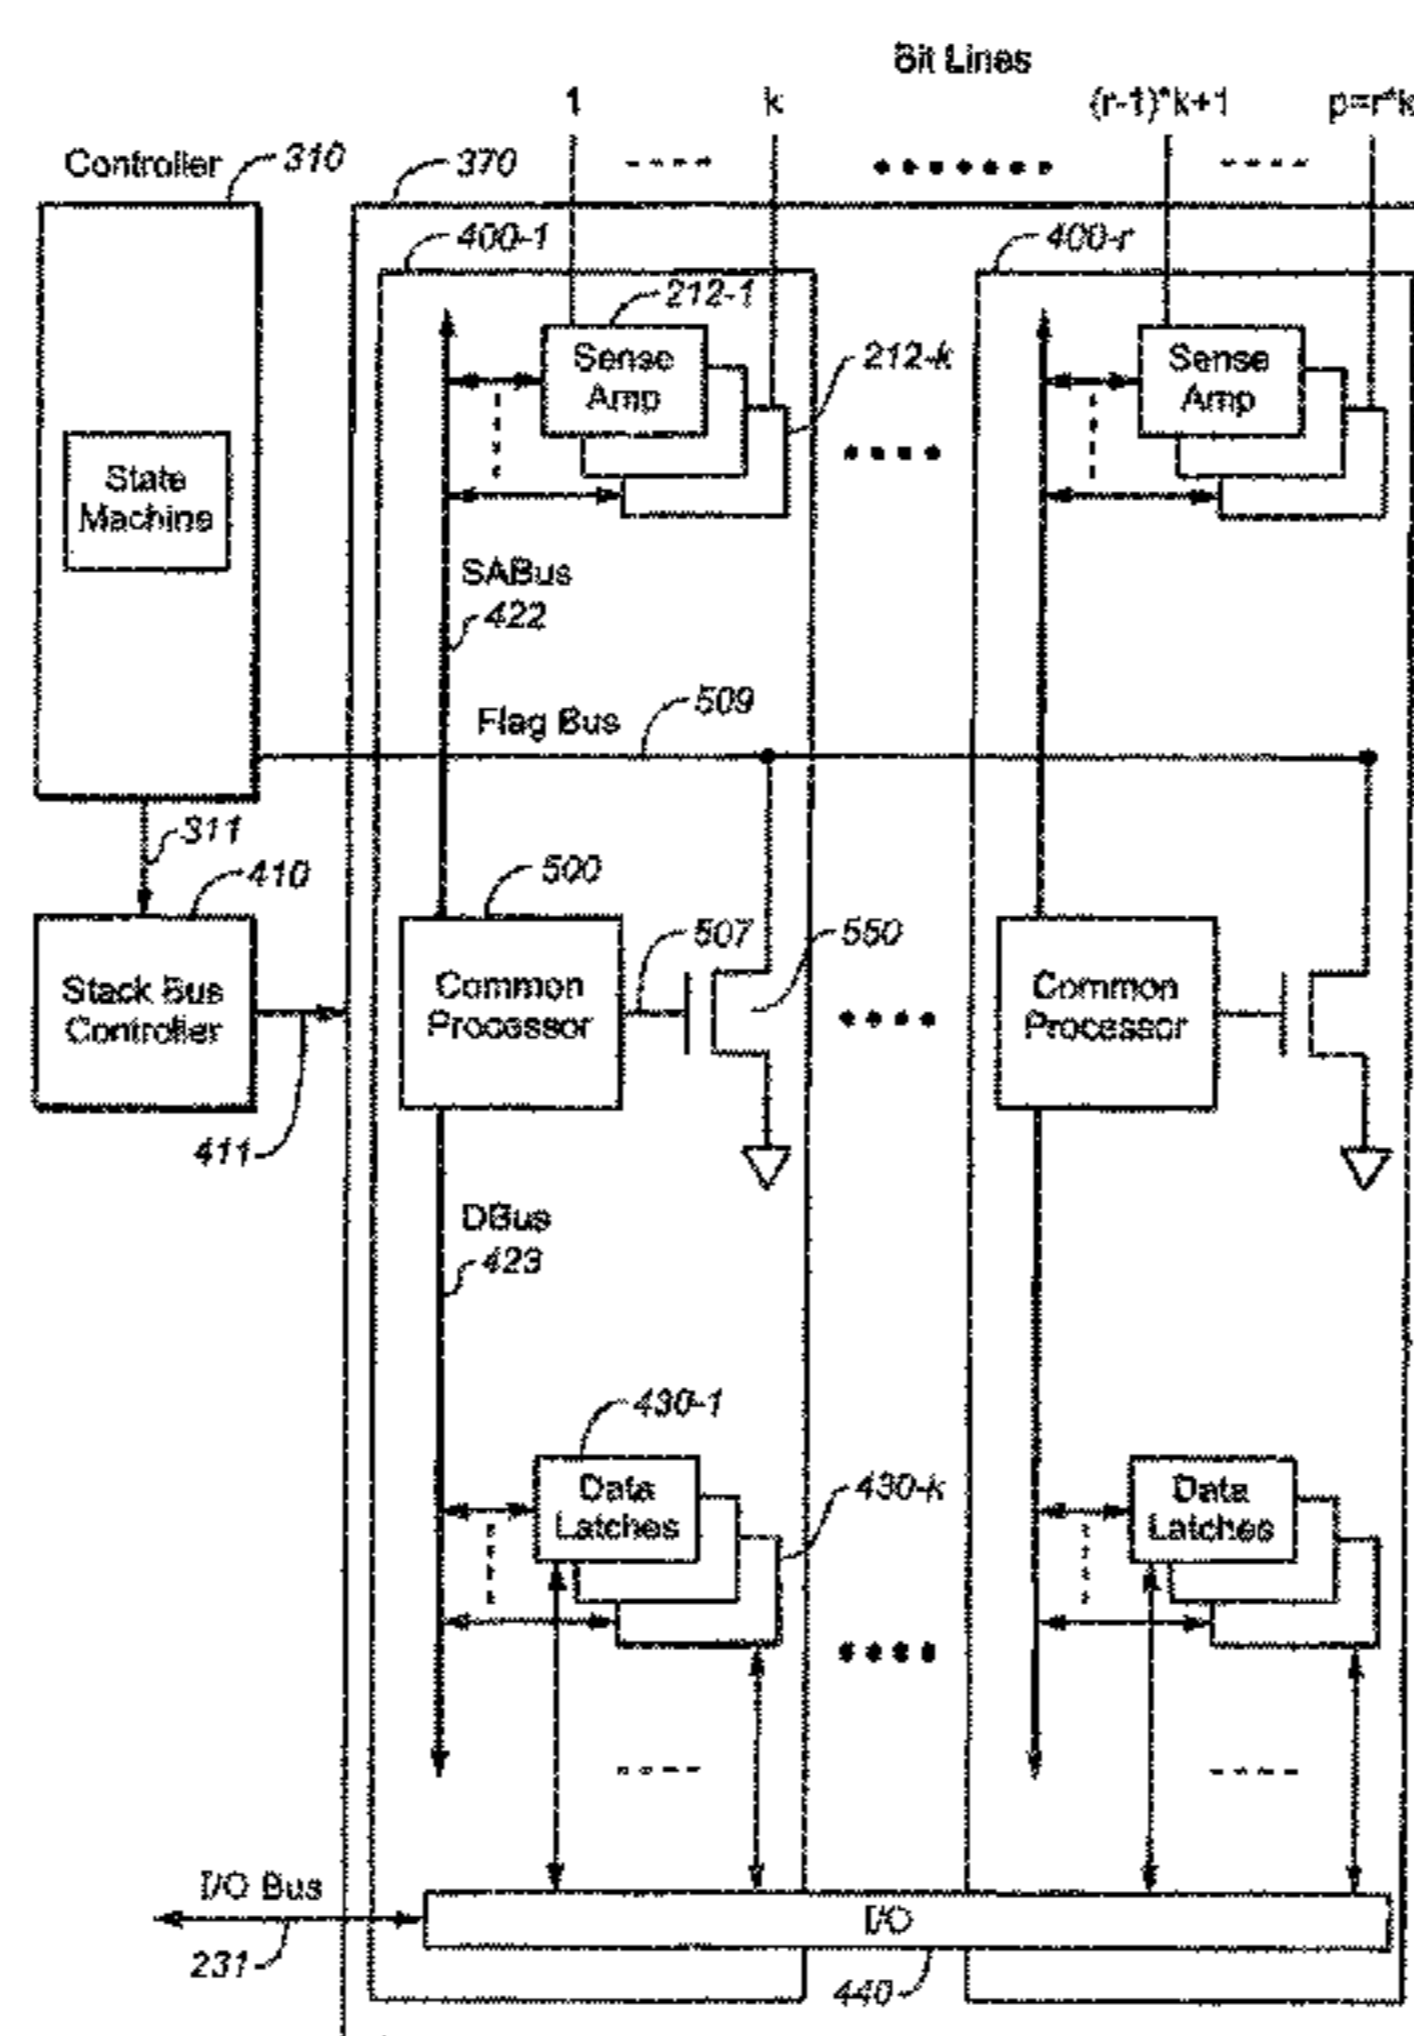 Bit Lines
1
k
(r-1)*k+1
p=r*k
Controller
310
370
400-1
400-r
212-1
Sense
Amp
212-k
Sense
Amp
State
Machine
SABus
422
Flag Bus
509
311
410
500
507
550
Stack Bus
Controller
Common
Processor
Common
Processor
411
DBus
423
430-1
Data
Latches
430-k
Data
Latches
I/O Bus
231
I/O
440